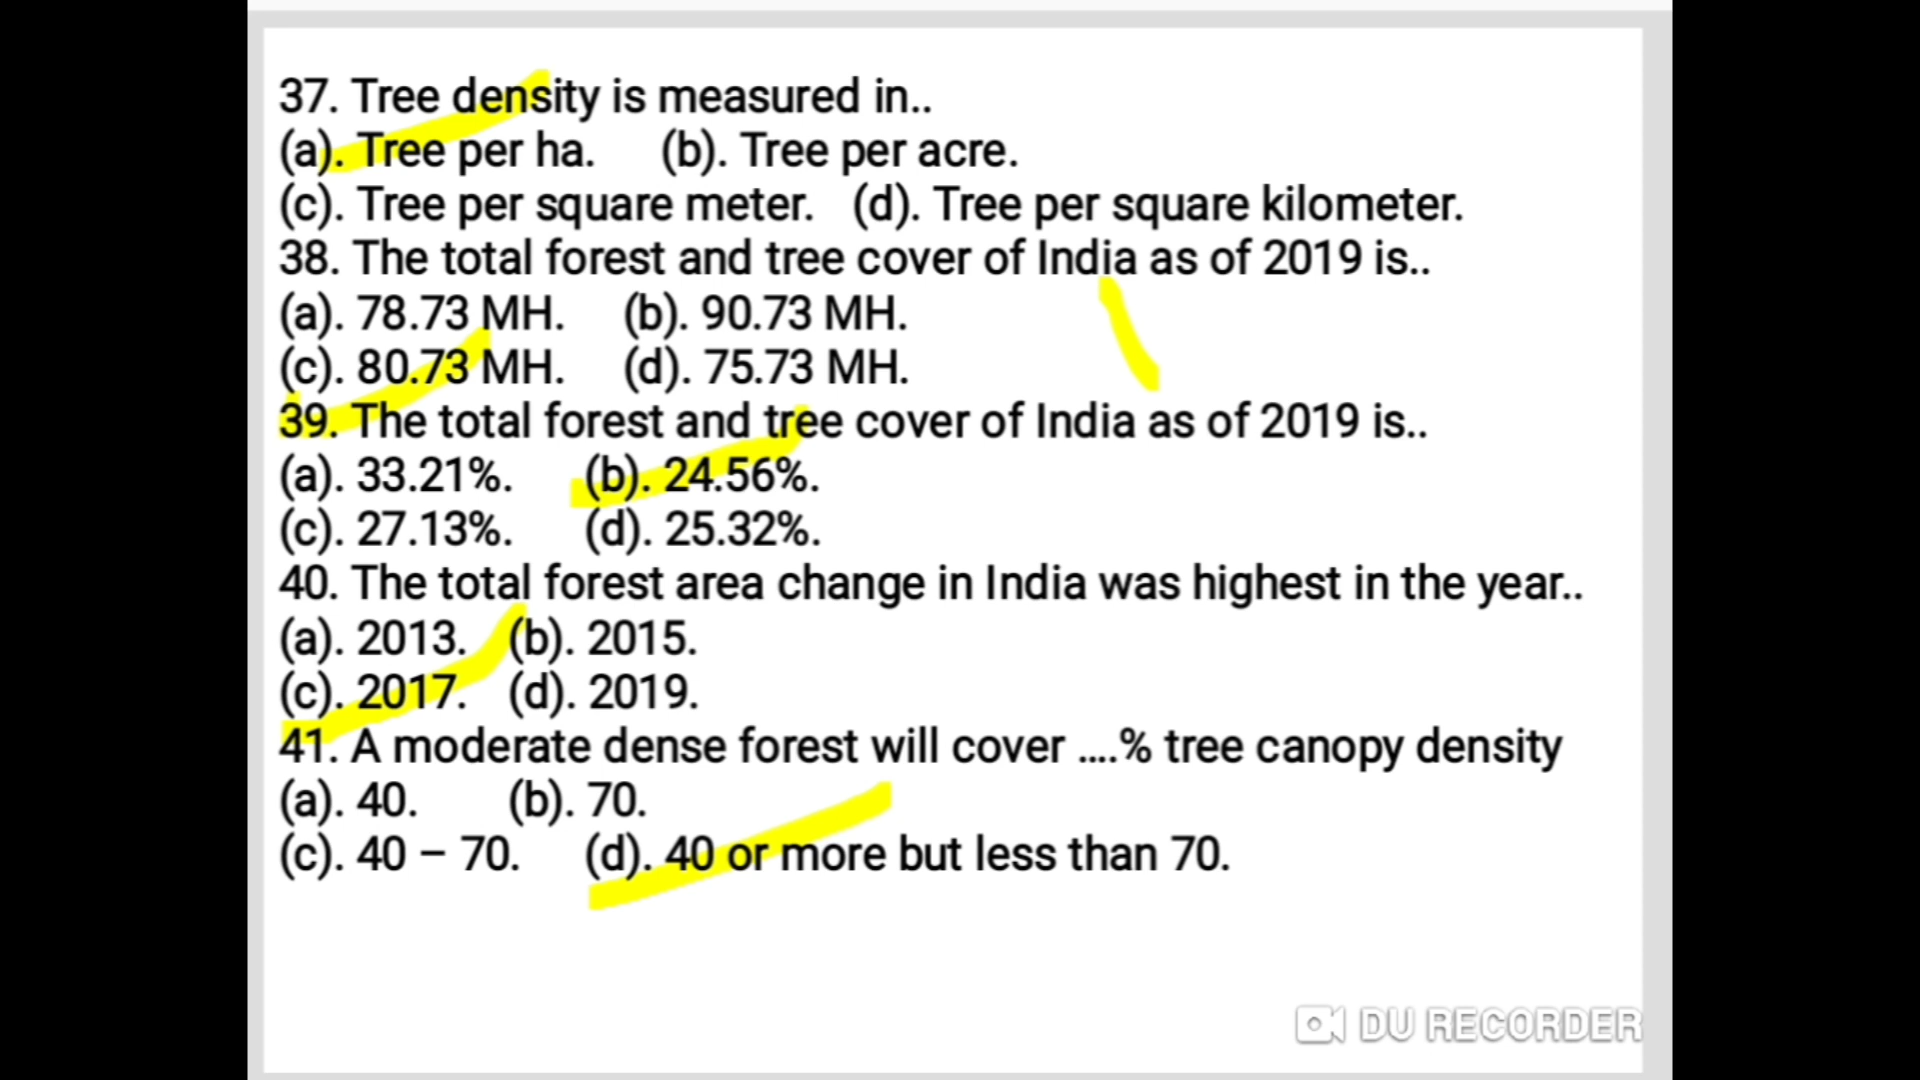 37. Tree density is measured in..
(a). Tree per ha. (b). Tree per acre.
(c). Tree per square meter. (d). Tree per square kilometer.
38. The total forest and tree cover of India as of 2019 is..
(a). 78.73 MH. (b). 90.73 MH.
(c). 80.73 MH. (d). 75.73 MH.
39. The total forest and tree cover of India as of 2019 is..
(a). 33.21%. (b). 24.56%.
(c). 27.13%. (d). 25.32%.
40. The total forest area change in India was highest in the year..
(a). 2013. (b). 2015.
(c). 2017. (d). 2019.
41. A moderate dense forest will cover ....% tree canopy density
(a). 40. (b). 70.
(c). 40 – 70. (d). 40 or more but less than 70.
DU RECORDER